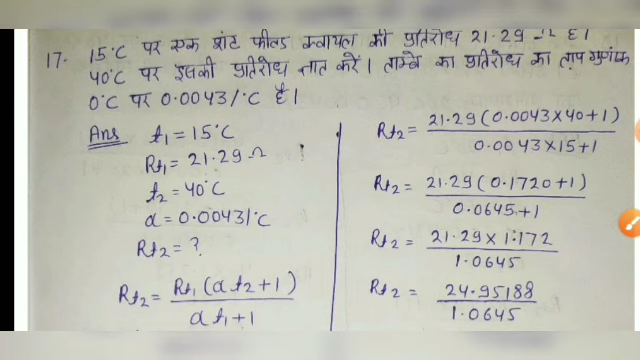 17. 15°C पर एक शंट फील्ड क्वायल की प्रतिरोध 21.29 Ω है।
40°C पर इसकी प्रतिरोध ज्ञात करें। ताम्बे का प्रतिरोध का ताप गुणांक
0°C पर 0.0043/°C है।
Ans t₁ = 15°C
Rt₁ = 21.29 Ω
t₂ = 40°C
α = 0.0043/°C
Rt₂ = ?
Rt₂ = Rt₁ (αt₂+1)
αt₁+1
Rt₂ = 21.29 (0.0043×40+1)
0.0043×15+1
Rt₂ = 21.29 (0.1720+1)
0.0645+1
Rt₂ = 21.29 × 1.172
1.0645
Rt₂ = 24.95188
1.0645